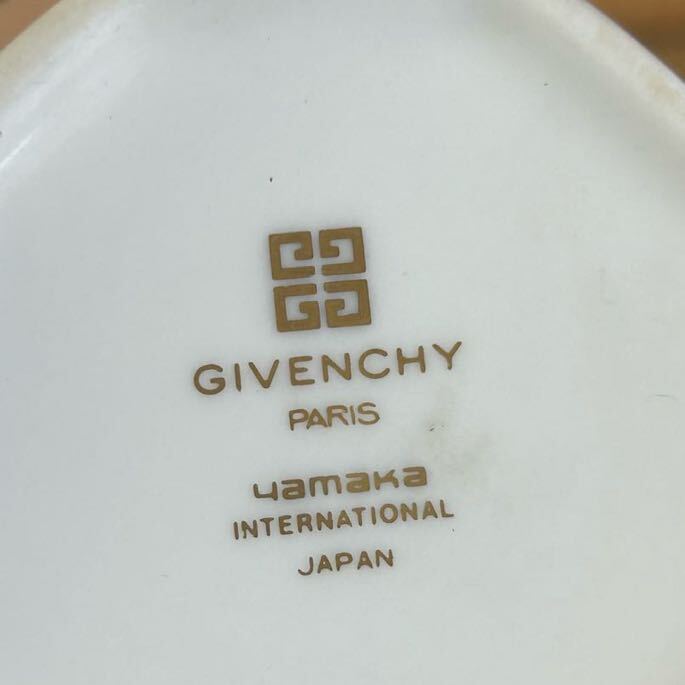 GIVENCHY
PARIS
yamaka
INTERNATIONAL
JAPAN